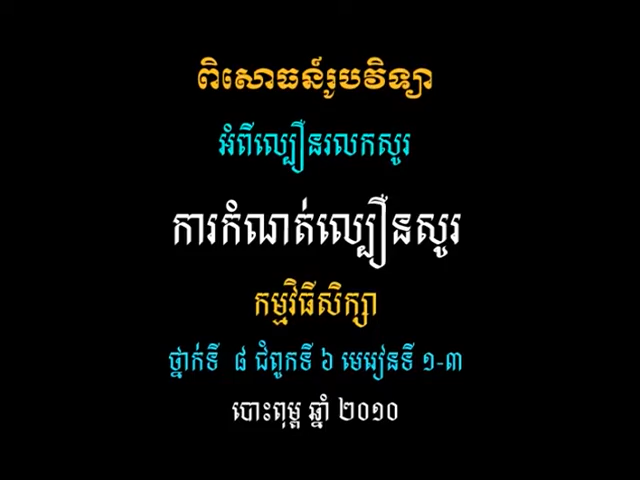 ពិសោធន៍រូបវិទ្យា
អំពីល្បឿនរលកសូរ
ការកំណត់ល្បឿនសូរ
កម្មវិធីសិក្សា
ថ្នាក់ទី ៨ ជំពូកទី ៦ មេរៀនទី ១-៣
បោះពុម្ព ឆ្នាំ ២០១០